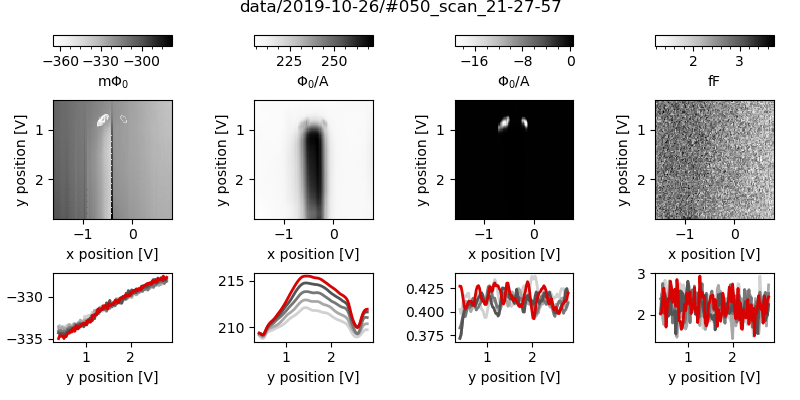 data/2019-10-26/#050_scan_21-27-57
−360 −330 −300
mΦ0
225 250
Φ0/A
−16 −8 0
Φ0/A
2 3
fF
y position [V]
1
2
−1 0
x position [V]
y position [V]
1
2
−1 0
x position [V]
y position [V]
1
2
−1 0
x position [V]
y position [V]
1
2
−1 0
x position [V]
−330
−335
1 2
y position [V]
215
210
1 2
y position [V]
0.425
0.400
0.375
1 2
y position [V]
3
2
1 2
y position [V]